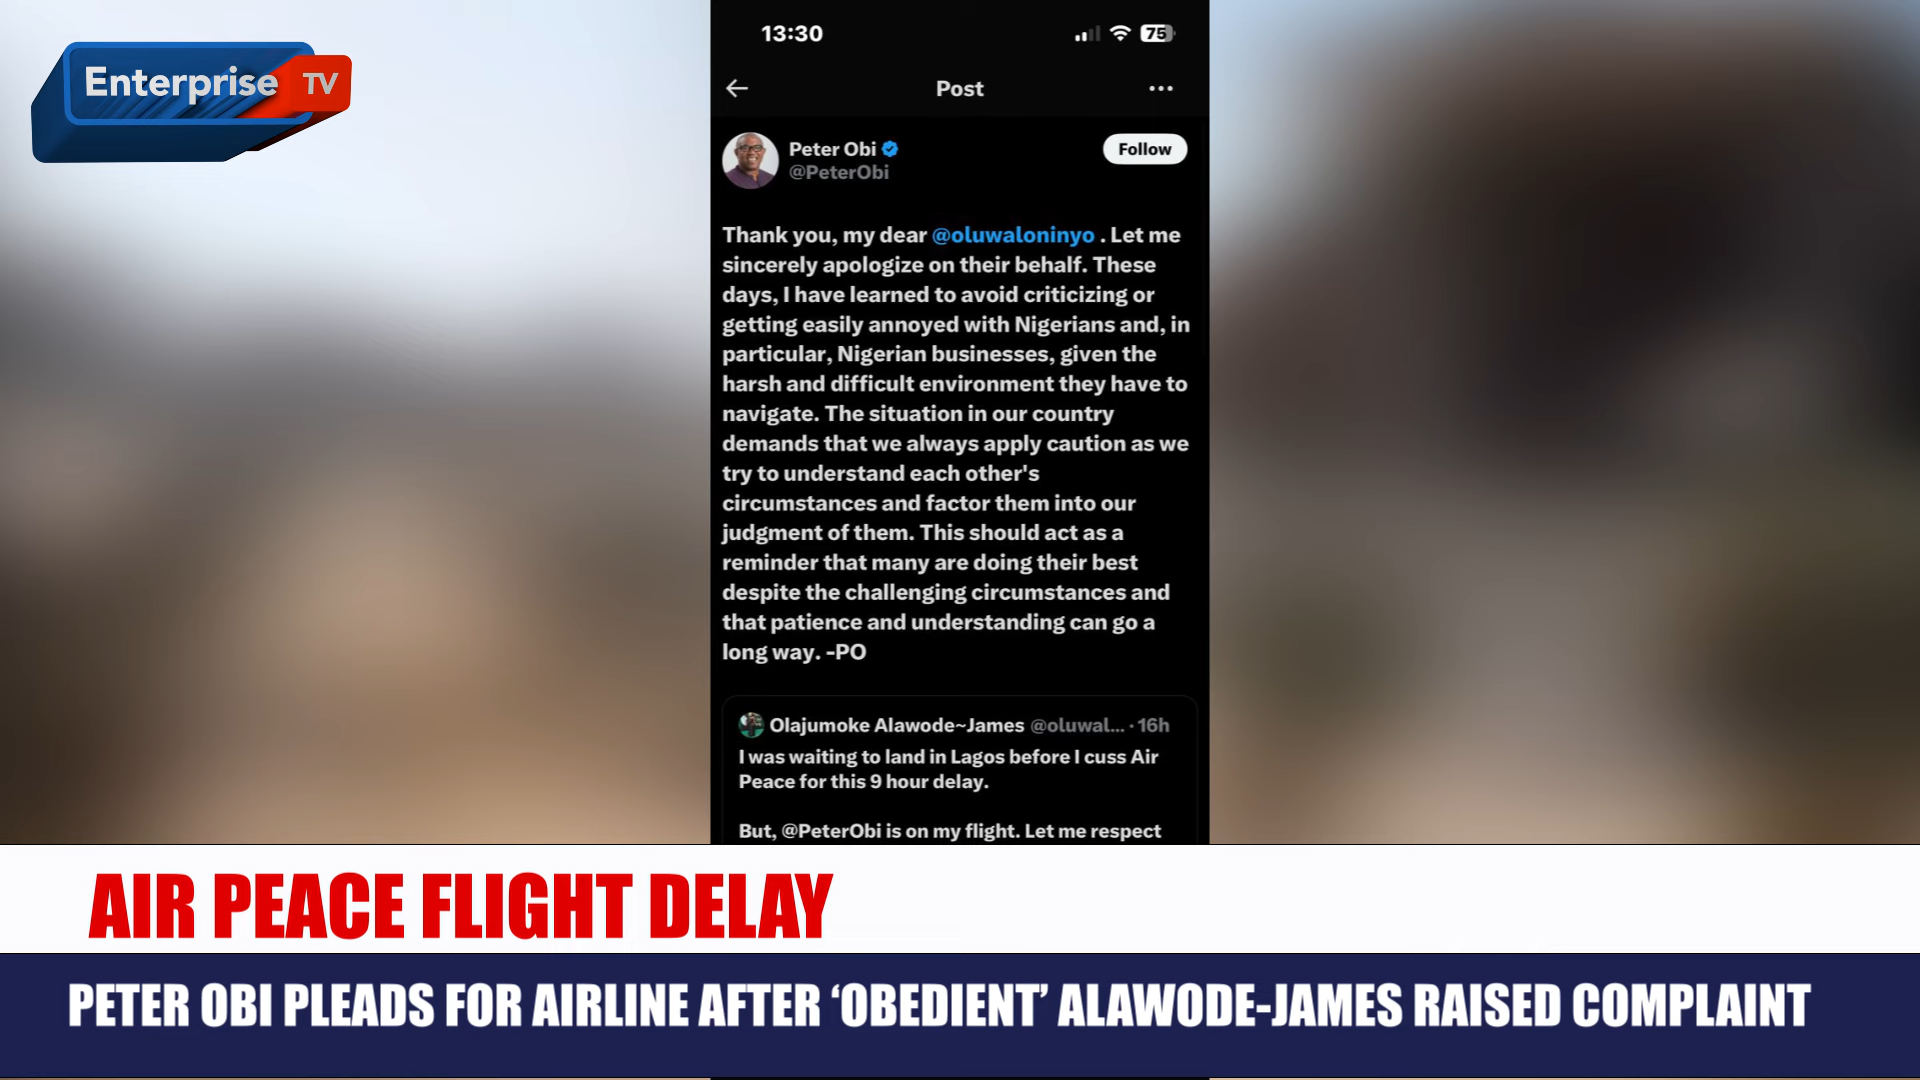 Enterprise TV
13:30
75
Post
Peter Obi
@PeterObi
Follow
Thank you, my dear @oluwaloninyo . Let me
sincerely apologize on their behalf. These
days, I have learned to avoid criticizing or
getting easily annoyed with Nigerians and, in
particular, Nigerian businesses, given the
harsh and difficult environment they have to
navigate. The situation in our country
demands that we always apply caution as we
try to understand each other's
circumstances and factor them into our
judgment of them. This should act as a
reminder that many are doing their best
despite the challenging circumstances and
that patience and understanding can go a
long way. -PO
Olajumoke Alawode~James @oluwal... · 16h
I was waiting to land in Lagos before I cuss Air
Peace for this 9 hour delay.
But, @PeterObi is on my flight. Let me respect
AIR PEACE FLIGHT DELAY
PETER OBI PLEADS FOR AIRLINE AFTER ‘OBEDIENT’ ALAWODE-JAMES RAISED COMPLAINT